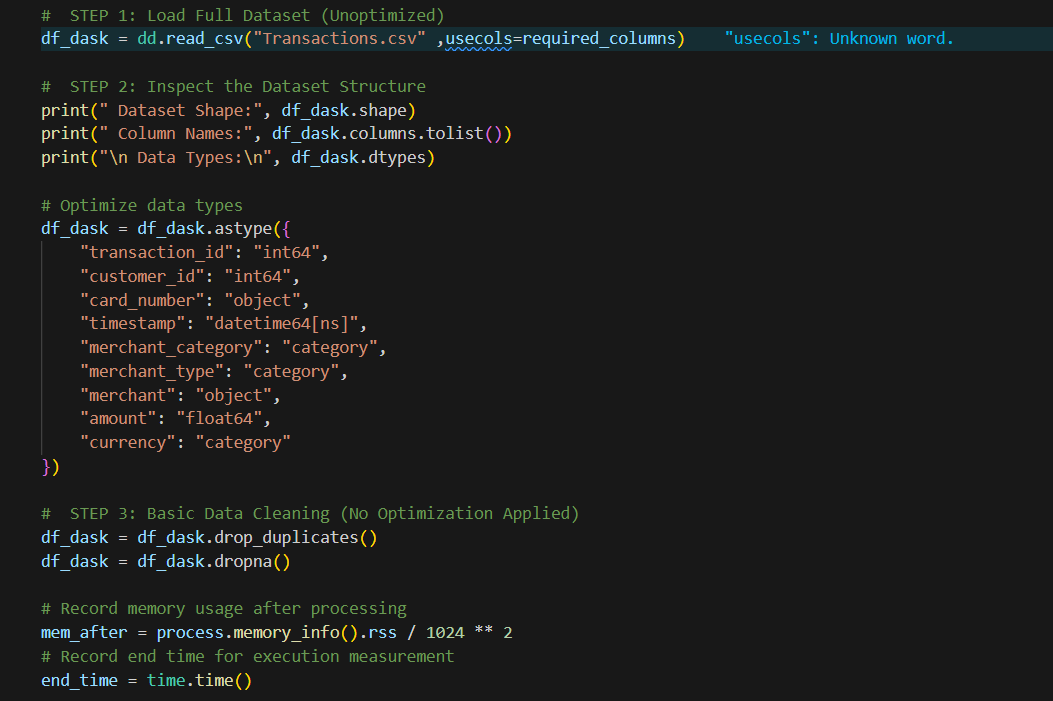 #  STEP 1: Load Full Dataset (Unoptimized)
df_dask = dd.read_csv("Transactions.csv" ,usecols=required_columns)    "usecols": Unknown word.
#  STEP 2: Inspect the Dataset Structure
print(" Dataset Shape:", df_dask.shape)
print(" Column Names:", df_dask.columns.tolist())
print("\n Data Types:\n", df_dask.dtypes)
# Optimize data types
df_dask = df_dask.astype({
    "transaction_id": "int64",
    "customer_id": "int64",
    "card_number": "object",
    "timestamp": "datetime64[ns]",
    "merchant_category": "category",
    "merchant_type": "category",
    "merchant": "object",
    "amount": "float64",
    "currency": "category"
})
#  STEP 3: Basic Data Cleaning (No Optimization Applied)
df_dask = df_dask.drop_duplicates()
df_dask = df_dask.dropna()
# Record memory usage after processing
mem_after = process.memory_info().rss / 1024 ** 2
# Record end time for execution measurement
end_time = time.time()